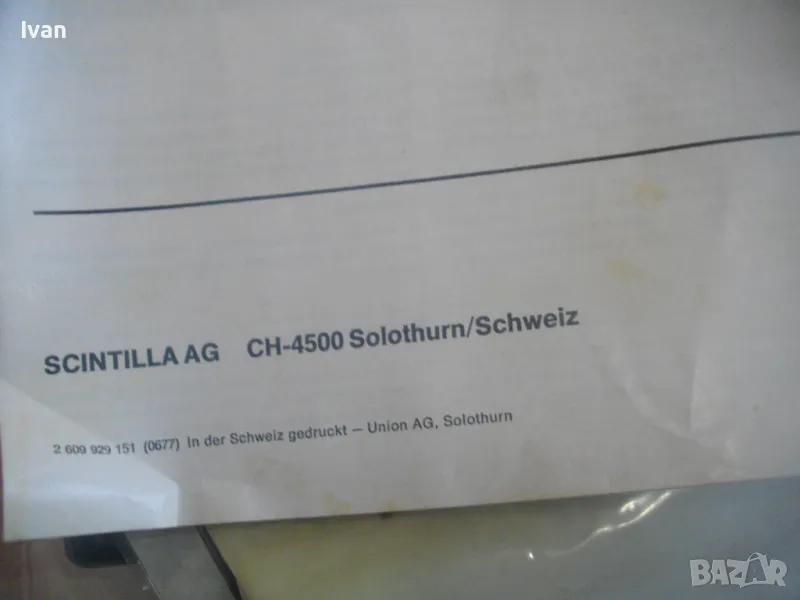 Ivan
SCINTILLA AG CH-4500 Solothurn/Schweiz
2 609 929 151 (0677) In der Schweiz gedruckt – Union AG, Solothurn
BAZAR